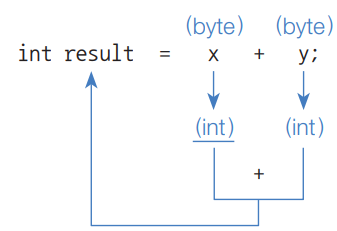 (byte) (byte)
int result = x + y;
(int) (int)
+